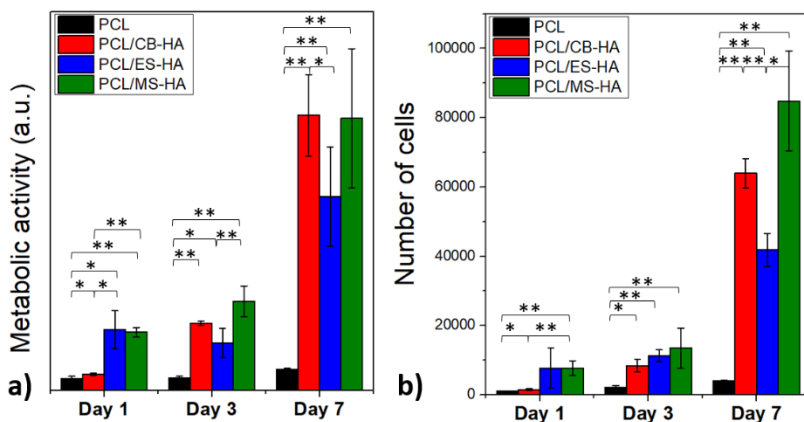 PCL
PCL/CB-HA
PCL/ES-HA
PCL/MS-HA
Metabolic activity (a.u.)
**
**
** *
**
**
*
* *
**
*
**
**
Day 1
Day 3
Day 7
a)
PCL
PCL/CB-HA
PCL/ES-HA
PCL/MS-HA
Number of cells
100000
80000
60000
40000
20000
0
**
**
** ** *
**
**
*
**
* **
Day 1
Day 3
Day 7
b)